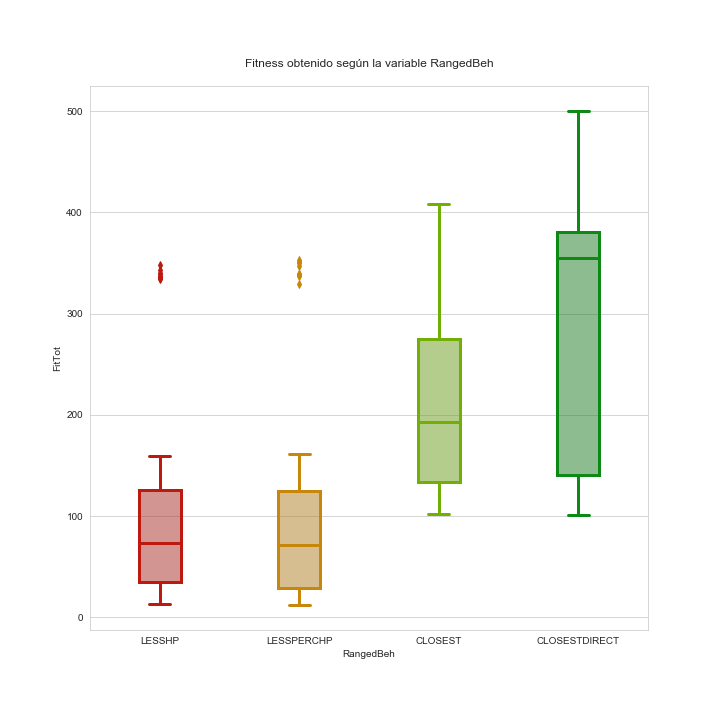 Fitness obtenido según la variable RangedBeh
500
400
300
200
100
0
FitTot
LESSHP
LESSPERCHP
CLOSEST
CLOSESTDIRECT
RangedBeh